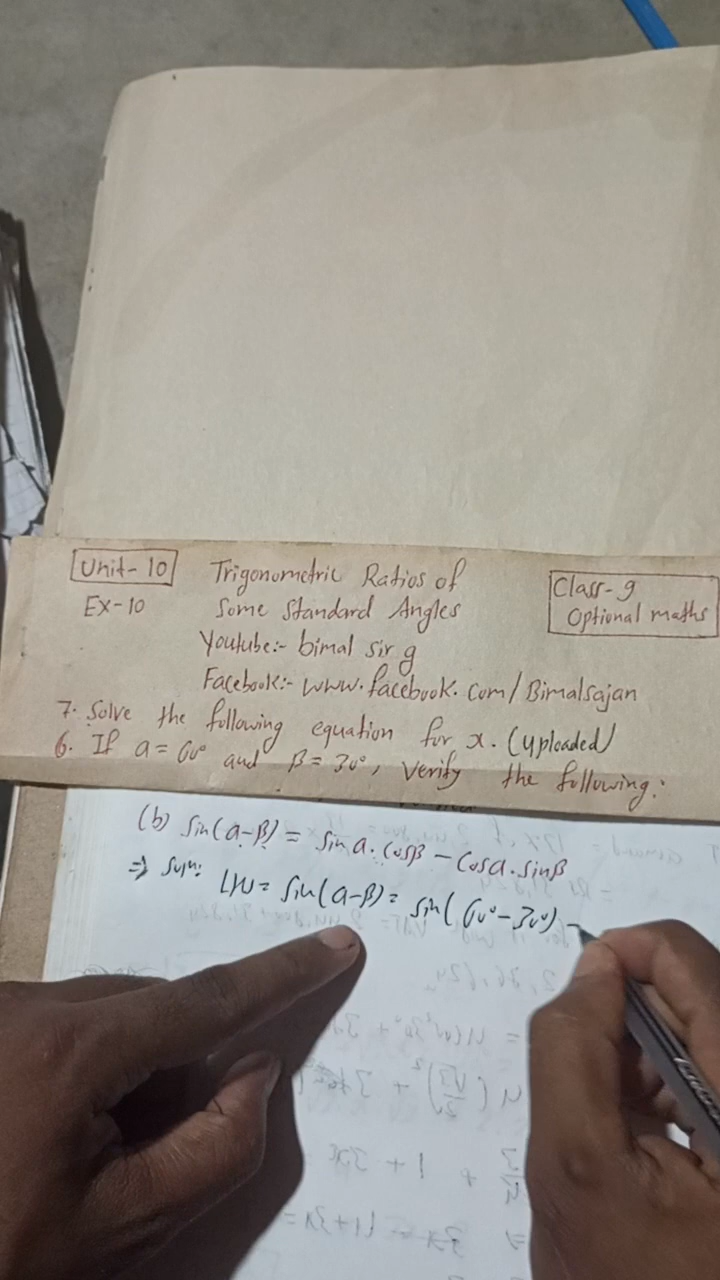 Unit-10 Trigonometric Ratios of Class-9
Ex-10 Some Standard Angles Optional maths
Youtube:- bimal sir g
Facebook:- www.facebook.com/Bimalsajan
7. Solve the following equation for x. (uploaded)
6. If a = 60° and β = 30°, verify the following:
(b) sin(a-β) = sin a. cosβ - cosa. sinβ
=> Soln: LHS = sin(a-β) = sin(60°-30°) -